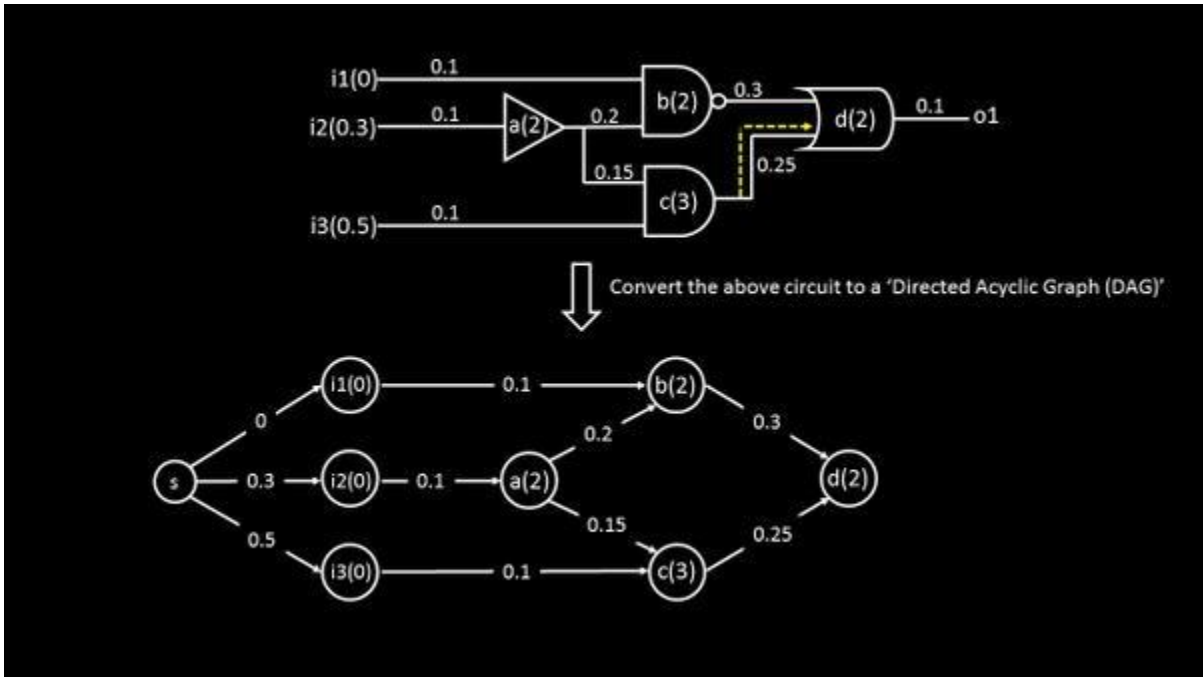 i1(0) 0.1
b(2) 0.3
i2(0.3) 0.1 a(2) 0.2
d(2) 0.1 o1
0.15 0.25
c(3)
i3(0.5) 0.1
Convert the above circuit to a ‘Directed Acyclic Graph (DAG)’
i1(0) 0.1 b(2)
0 0.2 0.3
s 0.3 i2(0) 0.1 a(2) d(2)
0.5 0.15 0.25
i3(0) 0.1 c(3)